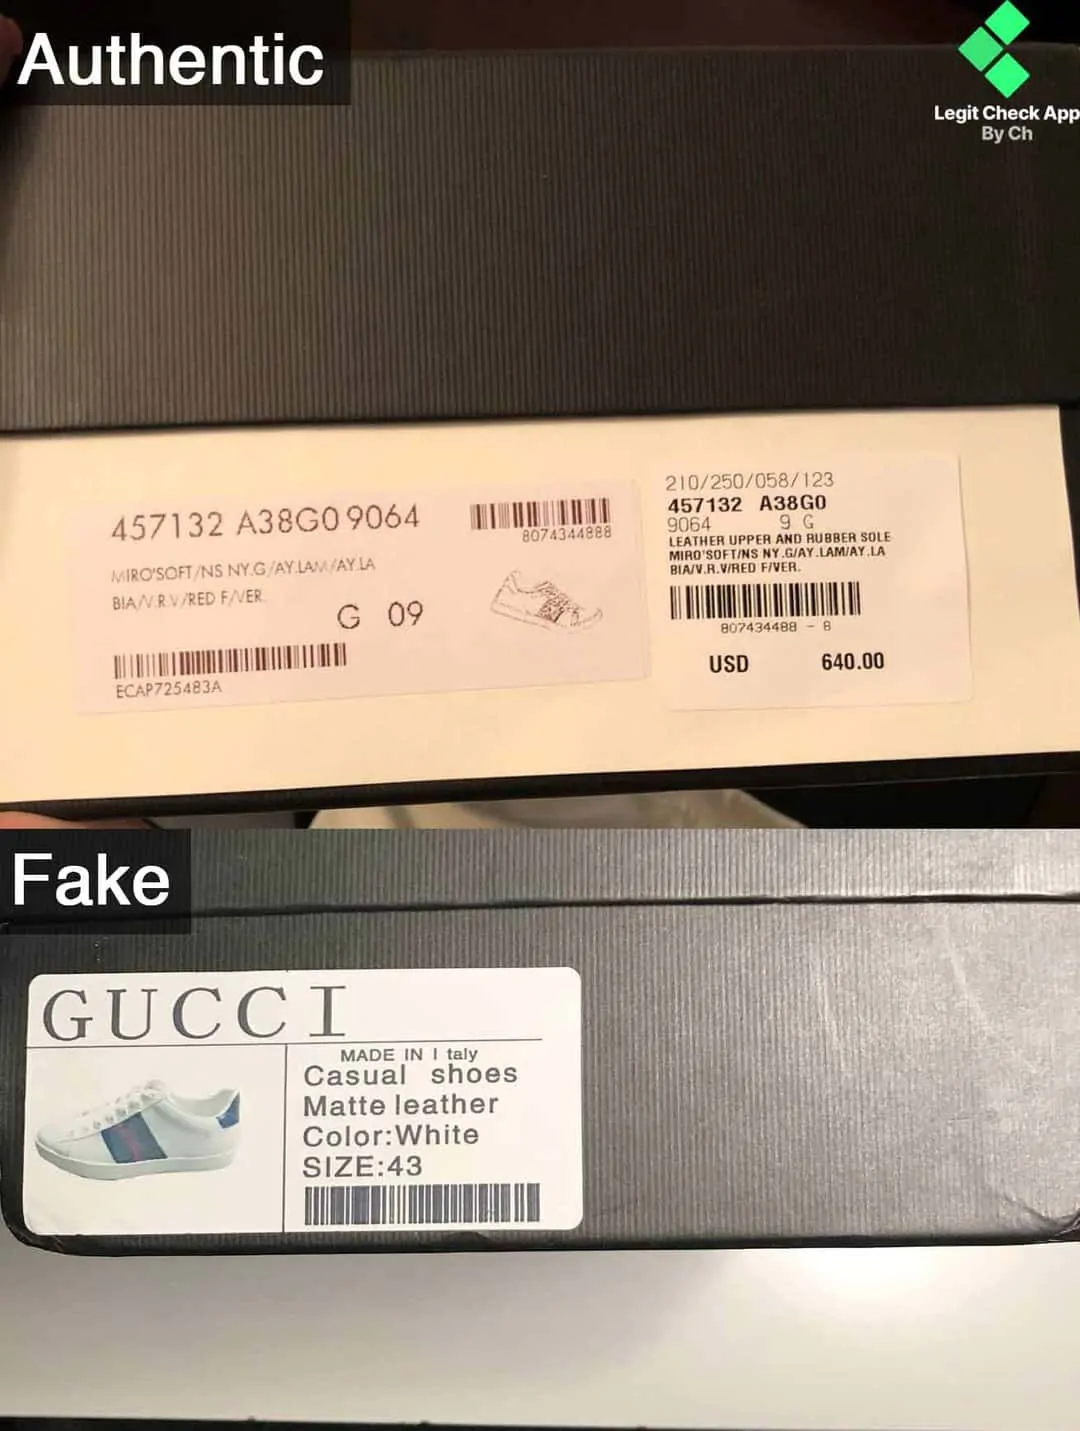 Authentic
Legit Check App
By Ch
457132 A38G0 9064
8074344888
MIRO'SOFT/NS NY.G/AY.LAM/AY.LA
BIA/V.R.V/RED F/VER.
G 09
ECAP725483A
210/250/058/123
457132 A38G0
9064 9 G
LEATHER UPPER AND RUBBER SOLE
MIRO'SOFT/NS NY.G/AY.LAM/AY.LA
BIA/V.R.V/RED F/VER.
807434488 - 8
USD 640.00
Fake
GUCCI
MADE IN I taly
Casual shoes
Matte leather
Color:White
SIZE:43